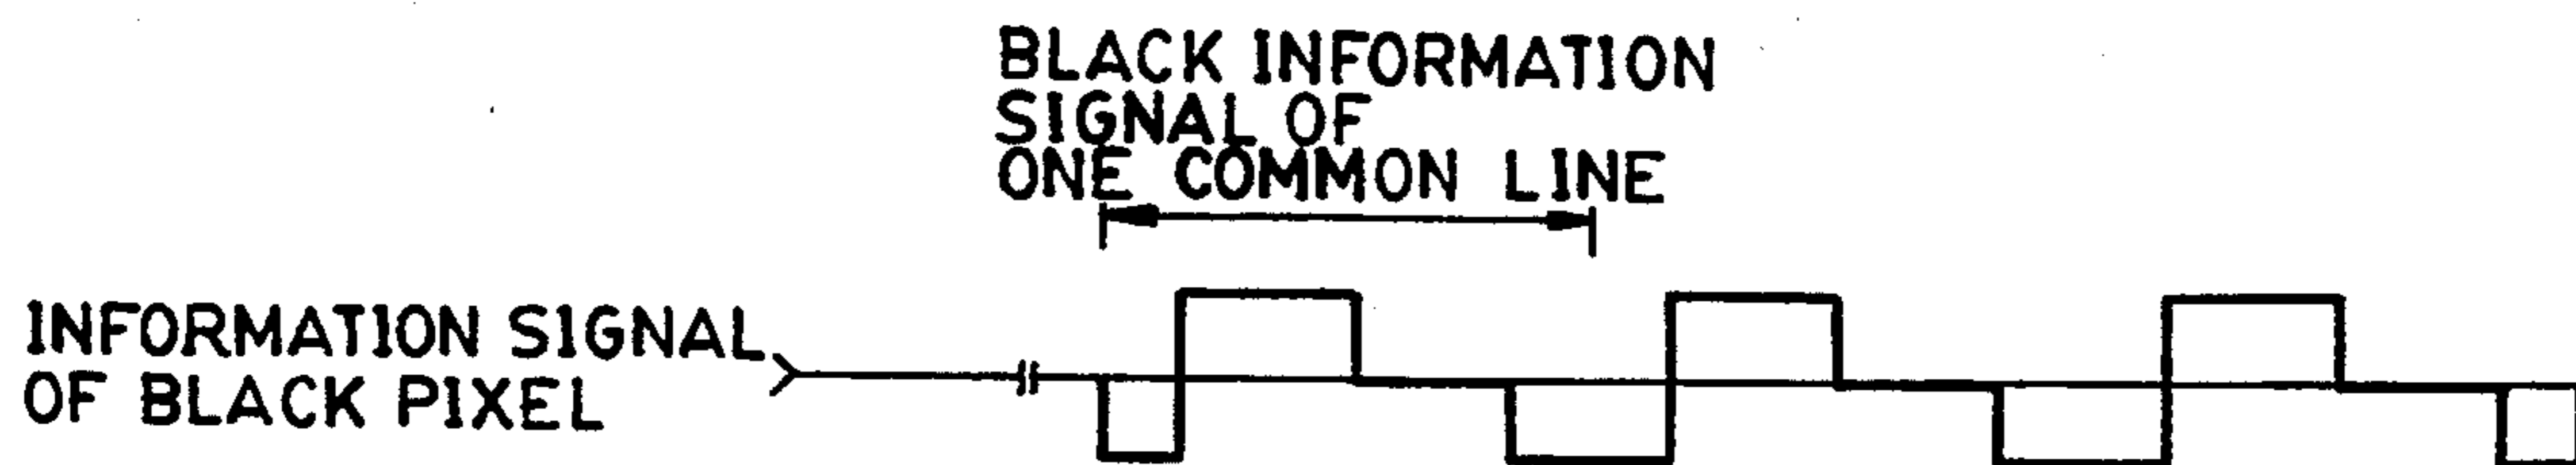 BLACK INFORMATION
SIGNAL OF
ONE COMMON LINE
INFORMATION SIGNAL
OF BLACK PIXEL